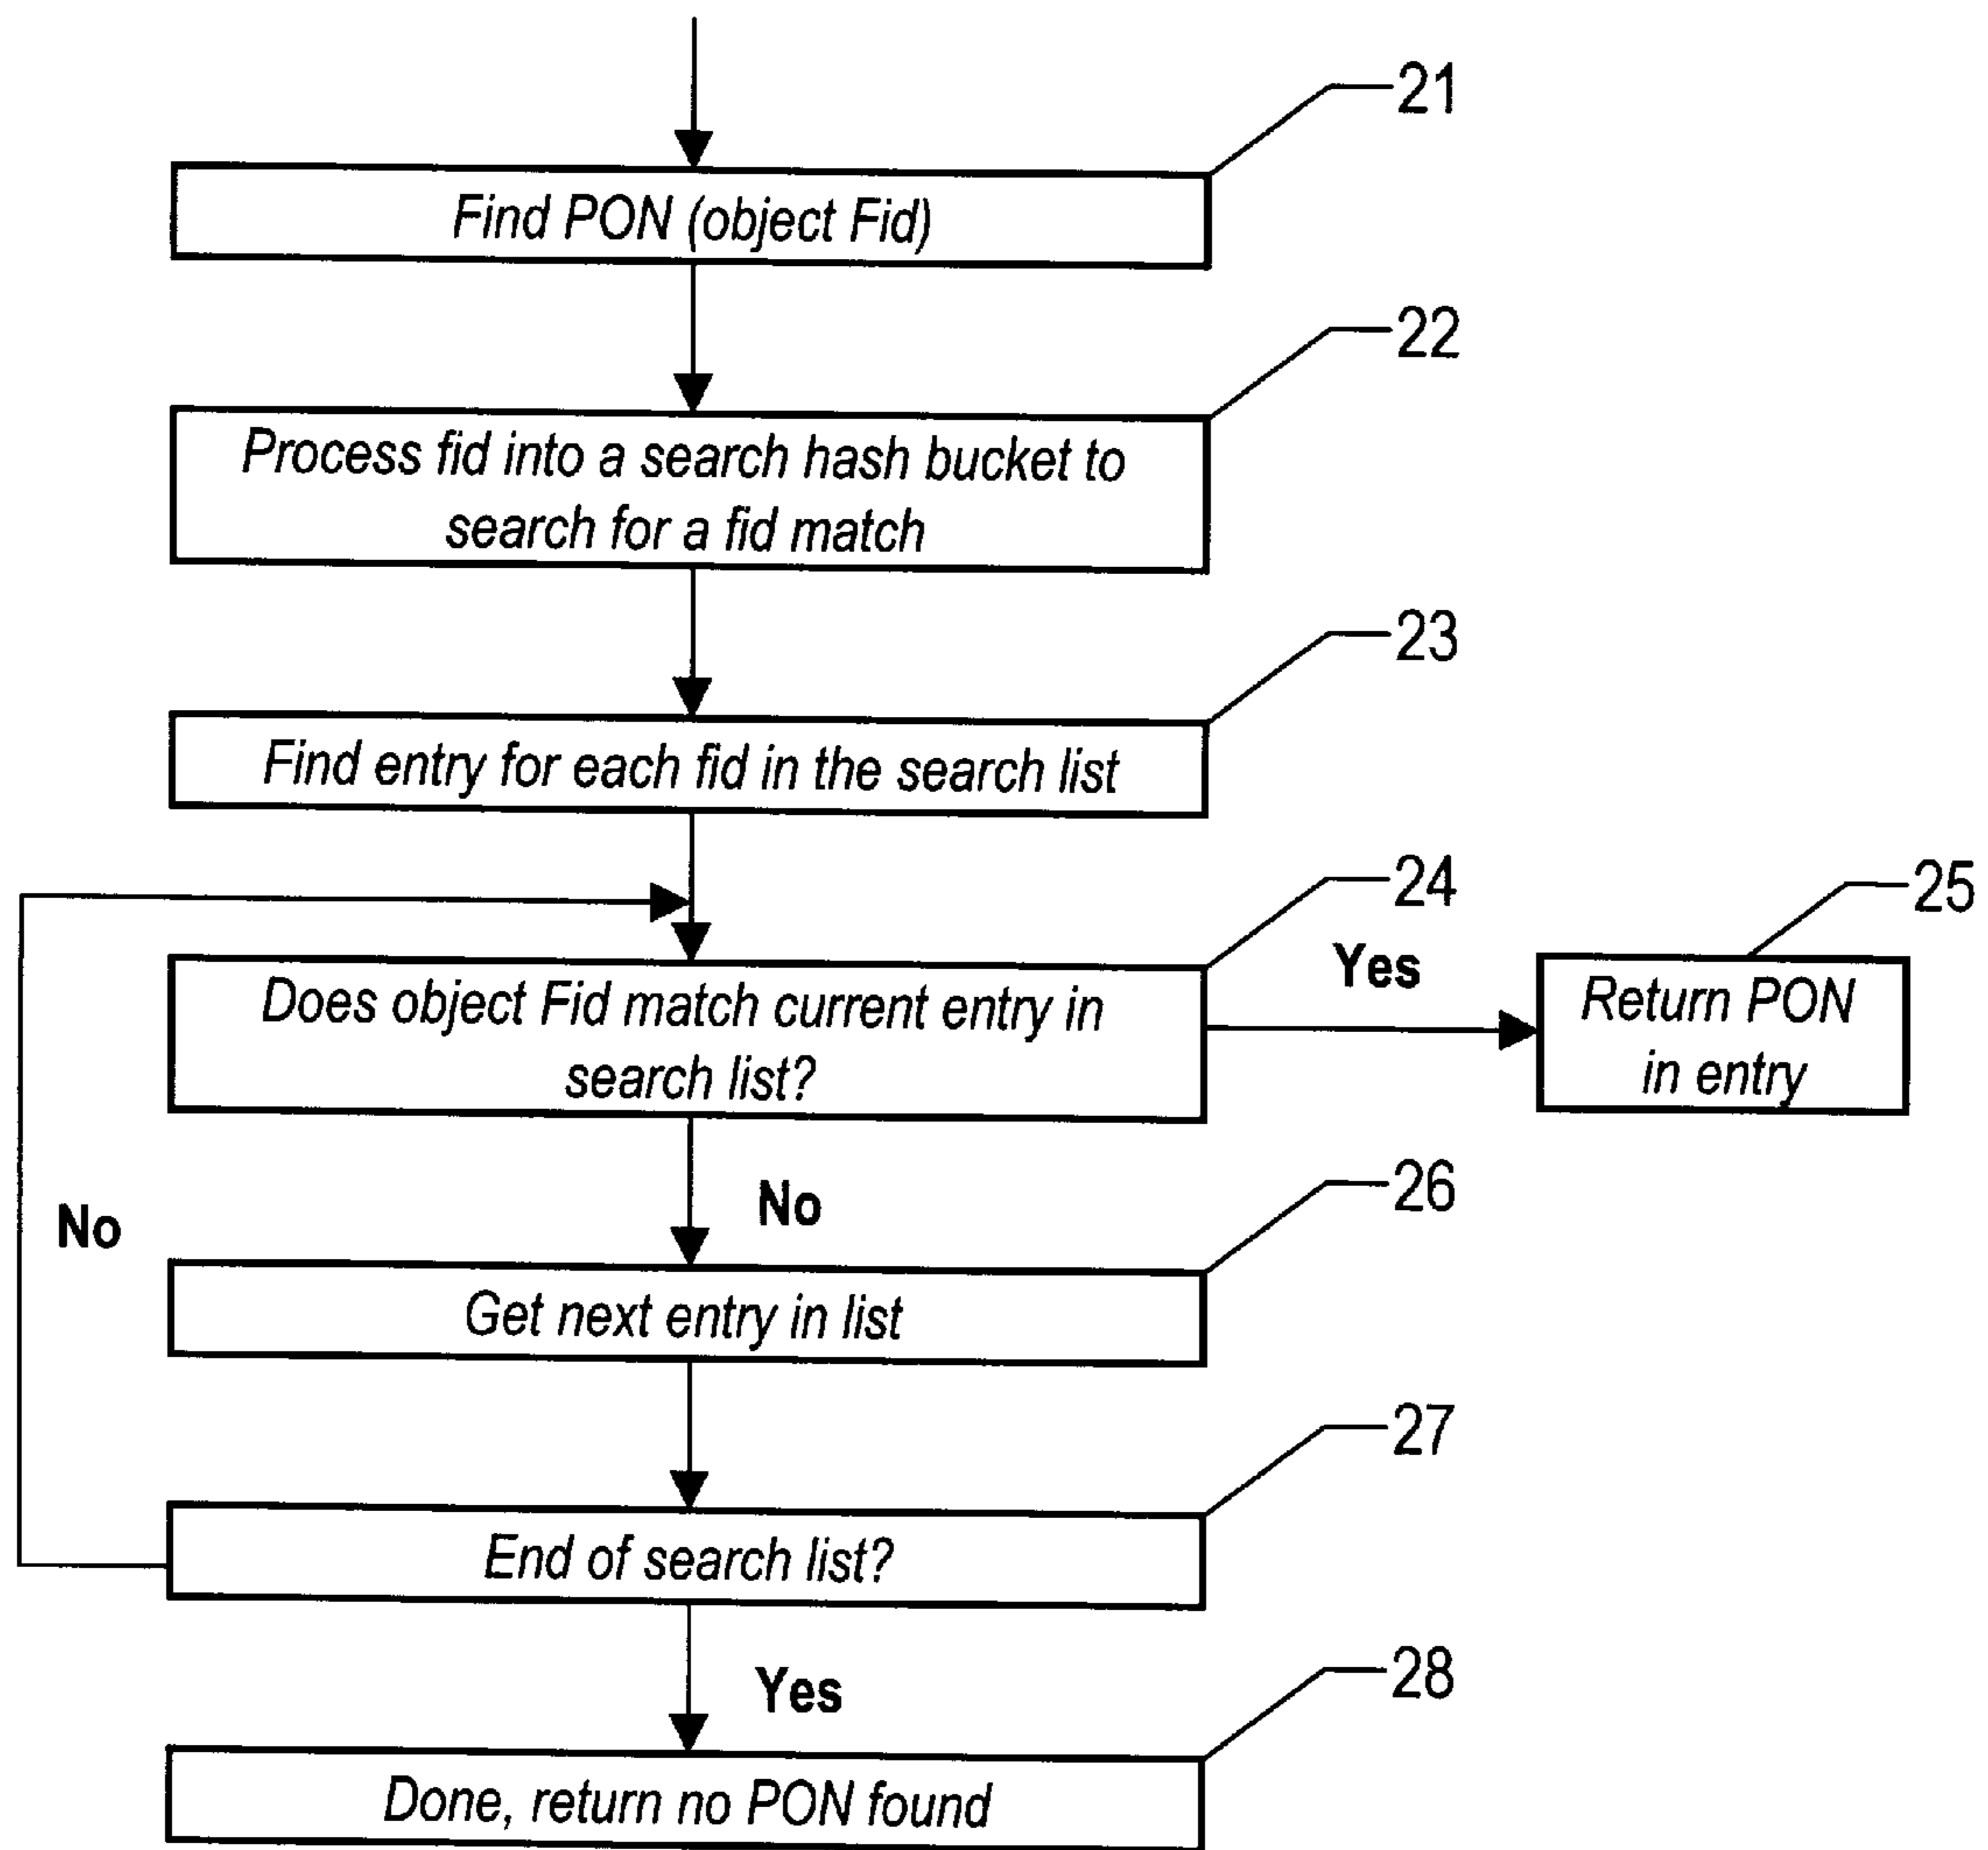 21
Find PON (object Fid)
22
Process fid into a search hash bucket to
search for a fid match
23
Find entry for each fid in the search list
24
25
Yes
Does object Fid match current entry in
search list?
Return PON
in entry
No
No
26
Get next entry in list
27
End of search list?
Yes
28
Done, return no PON found